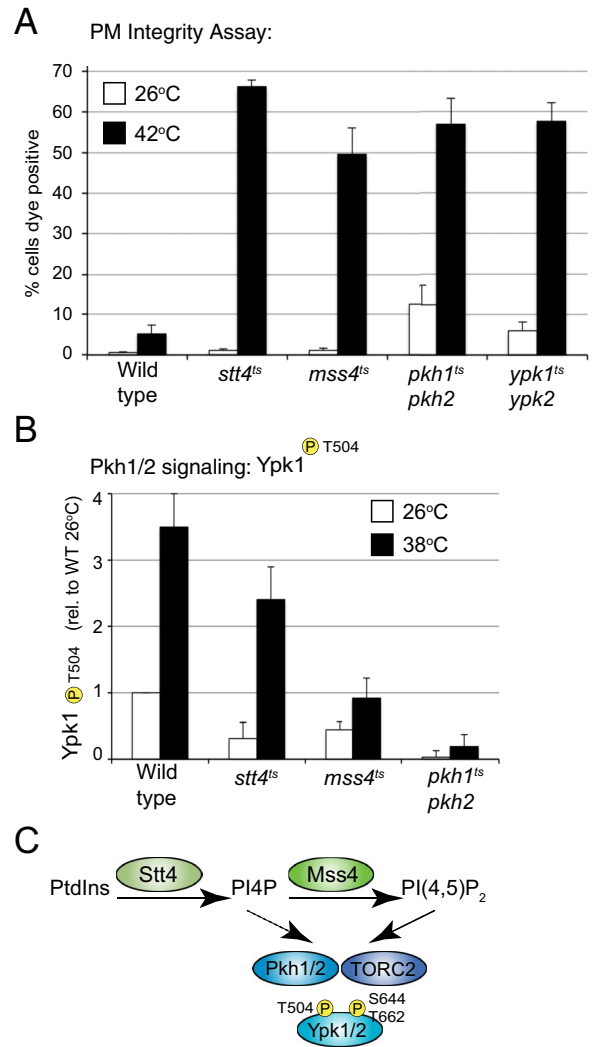 A
PM Integrity Assay:
% cells dye positive
70
60
50
40
30
20
10
0
26°C
42°C
Wild type
stt4ts
mss4ts
pkh1ts pkh2
ypk1ts ypk2
B
Pkh1/2 signaling: Ypk1 P T504
Ypk1 P T504 (rel. to WT 26°C)
4
3
2
1
0
26°C
38°C
Wild type
stt4ts
mss4ts
pkh1ts pkh2
C
PtdIns
Stt4
PI4P
Mss4
PI(4,5)P2
Pkh1/2
TORC2
T504 P
P S644
T662
Ypk1/2